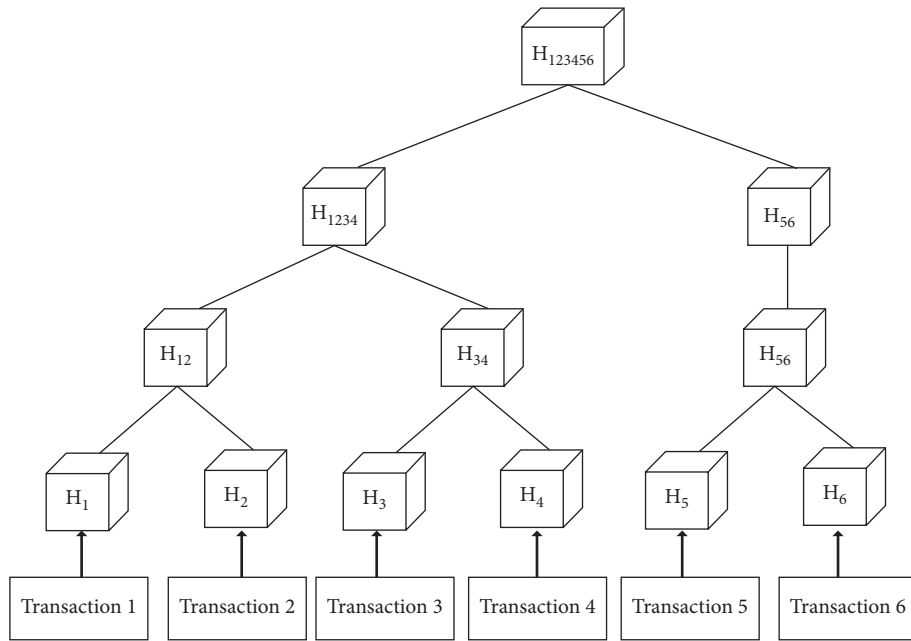 H₁₂₃₄₅₆
H₁₂₃₄
H₅₆
H₁₂
H₃₄
H₅₆
H₁
H₂
H₃
H₄
H₅
H₆
Transaction 1
Transaction 2
Transaction 3
Transaction 4
Transaction 5
Transaction 6